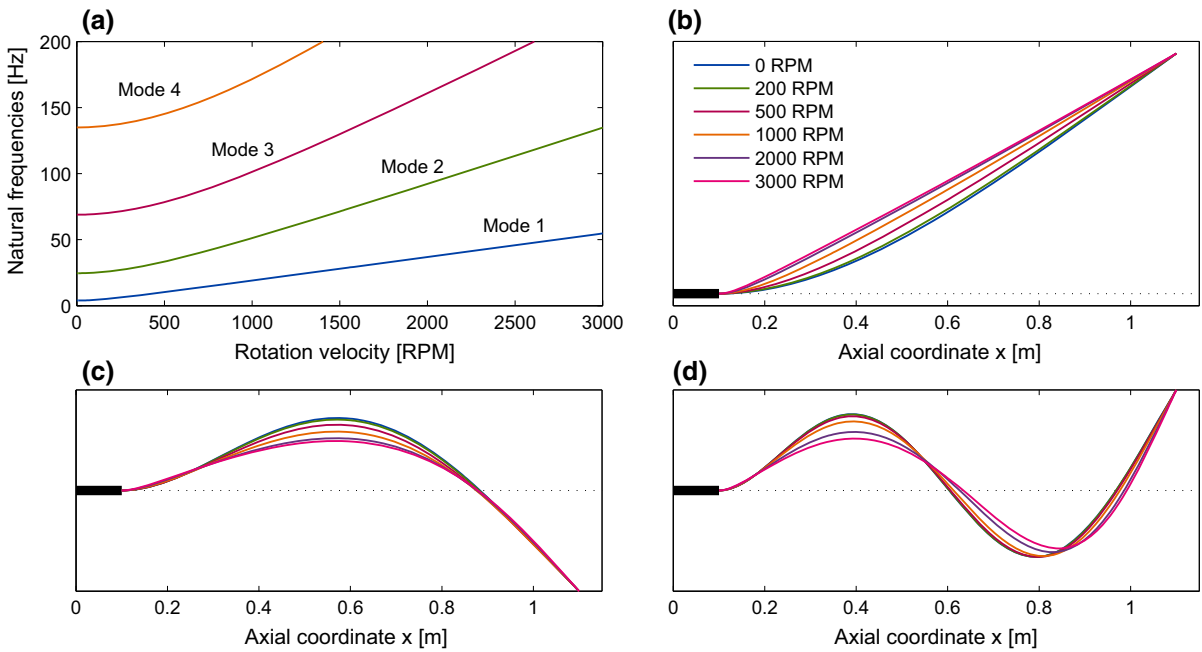 (a)
200
150
100
50
0
Natural frequencies [Hz]
Mode 4
Mode 3
Mode 2
Mode 1
0 500 1000 1500 2000 2500 3000
Rotation velocity [RPM]
(b)
0 RPM
200 RPM
500 RPM
1000 RPM
2000 RPM
3000 RPM
0 0.2 0.4 0.6 0.8 1
Axial coordinate x [m]
(c)
0 0.2 0.4 0.6 0.8 1
Axial coordinate x [m]
(d)
0 0.2 0.4 0.6 0.8 1
Axial coordinate x [m]